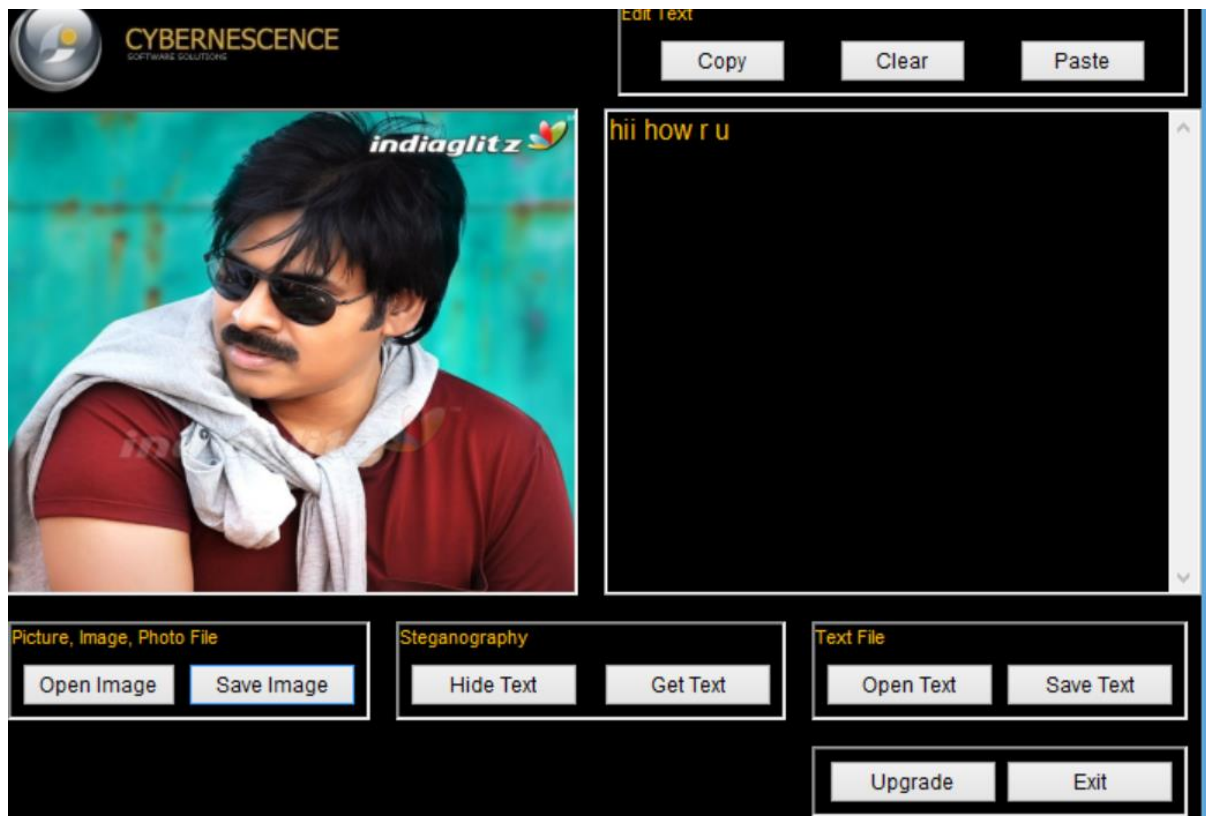 Edit Text
CYBERNESCENCE
SOFTWARE SOLUTIONS
Copy Clear Paste
indiaglitz
hii how r u
indiaglitz
Picture, Image, Photo File
Open Image Save Image
Steganography
Hide Text Get Text
Text File
Open Text Save Text
Upgrade Exit